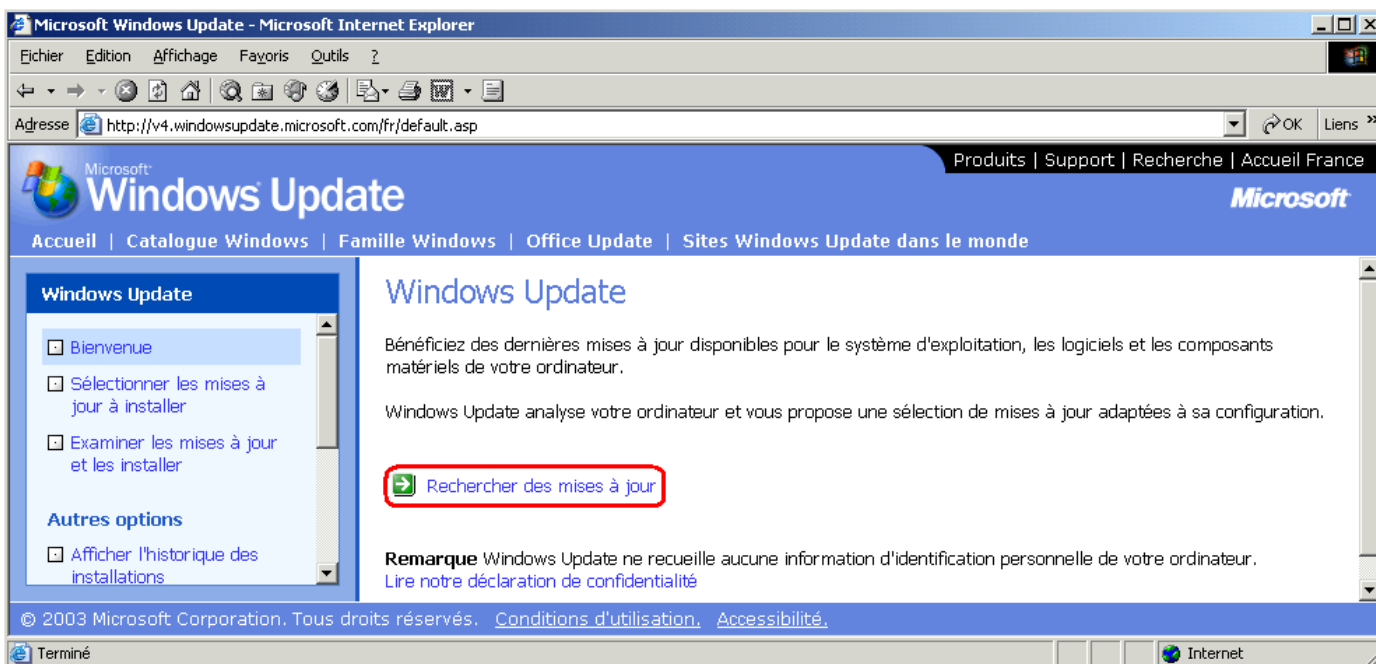 Microsoft Windows Update - Microsoft Internet Explorer
Fichier Edition Affichage Favoris Outils ?
Adresse http://v4.windowsupdate.microsoft.com/fr/default.asp OK Liens »
Produits | Support | Recherche | Accueil France
Microsoft
Windows Update
Microsoft
Accueil | Catalogue Windows | Famille Windows | Office Update | Sites Windows Update dans le monde
Windows Update
Bienvenue
Sélectionner les mises à
jour à installer
Examiner les mises à jour
et les installer
Autres options
Afficher l'historique des
installations
Windows Update
Bénéficiez des dernières mises à jour disponibles pour le système d'exploitation, les logiciels et les composants
matériels de votre ordinateur.
Windows Update analyse votre ordinateur et vous propose une sélection de mises à jour adaptées à sa configuration.
Rechercher des mises à jour
Remarque Windows Update ne recueille aucune information d'identification personnelle de votre ordinateur.
Lire notre déclaration de confidentialité
© 2003 Microsoft Corporation. Tous droits réservés. Conditions d'utilisation. Accessibilité.
Terminé Internet